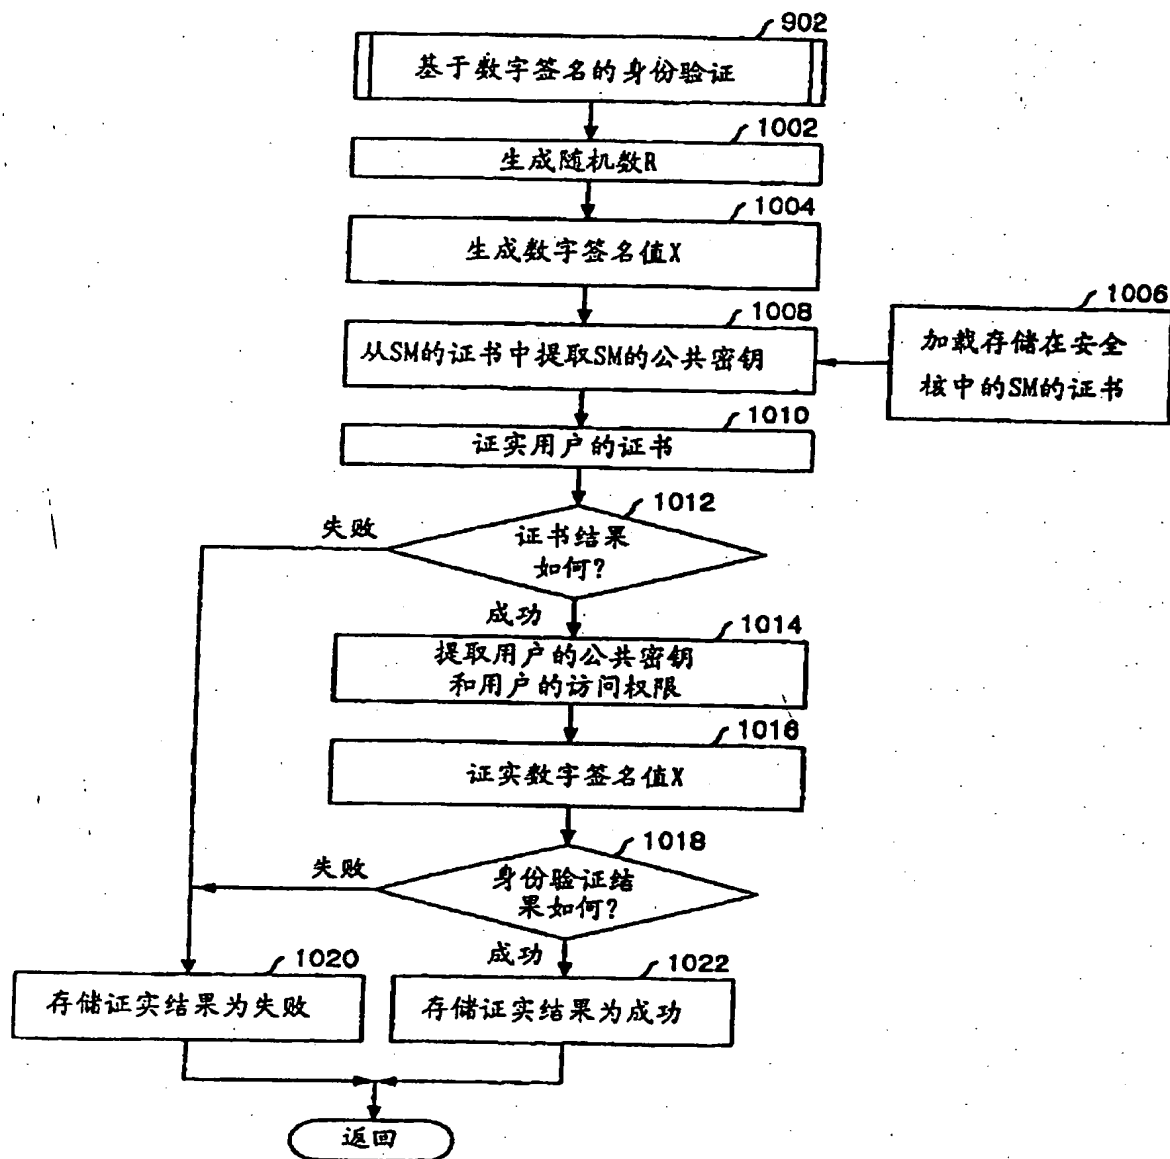 902
基于数字签名的身份验证
1002
生成随机数R
1004
生成数字签名值X
1006
加载存储在安全
核中的SM的证书
1008
从SM的证书中提取SM的公共密钥
1010
证实用户的证书
1012
证书结果
如何?
失败
成功
1014
提取用户的公共密钥
和用户的访问权限
1016
证实数字签名值X
1018
身份验证结
果如何?
失败
成功
1020
存储证实结果为失败
1022
存储证实结果为成功
返回